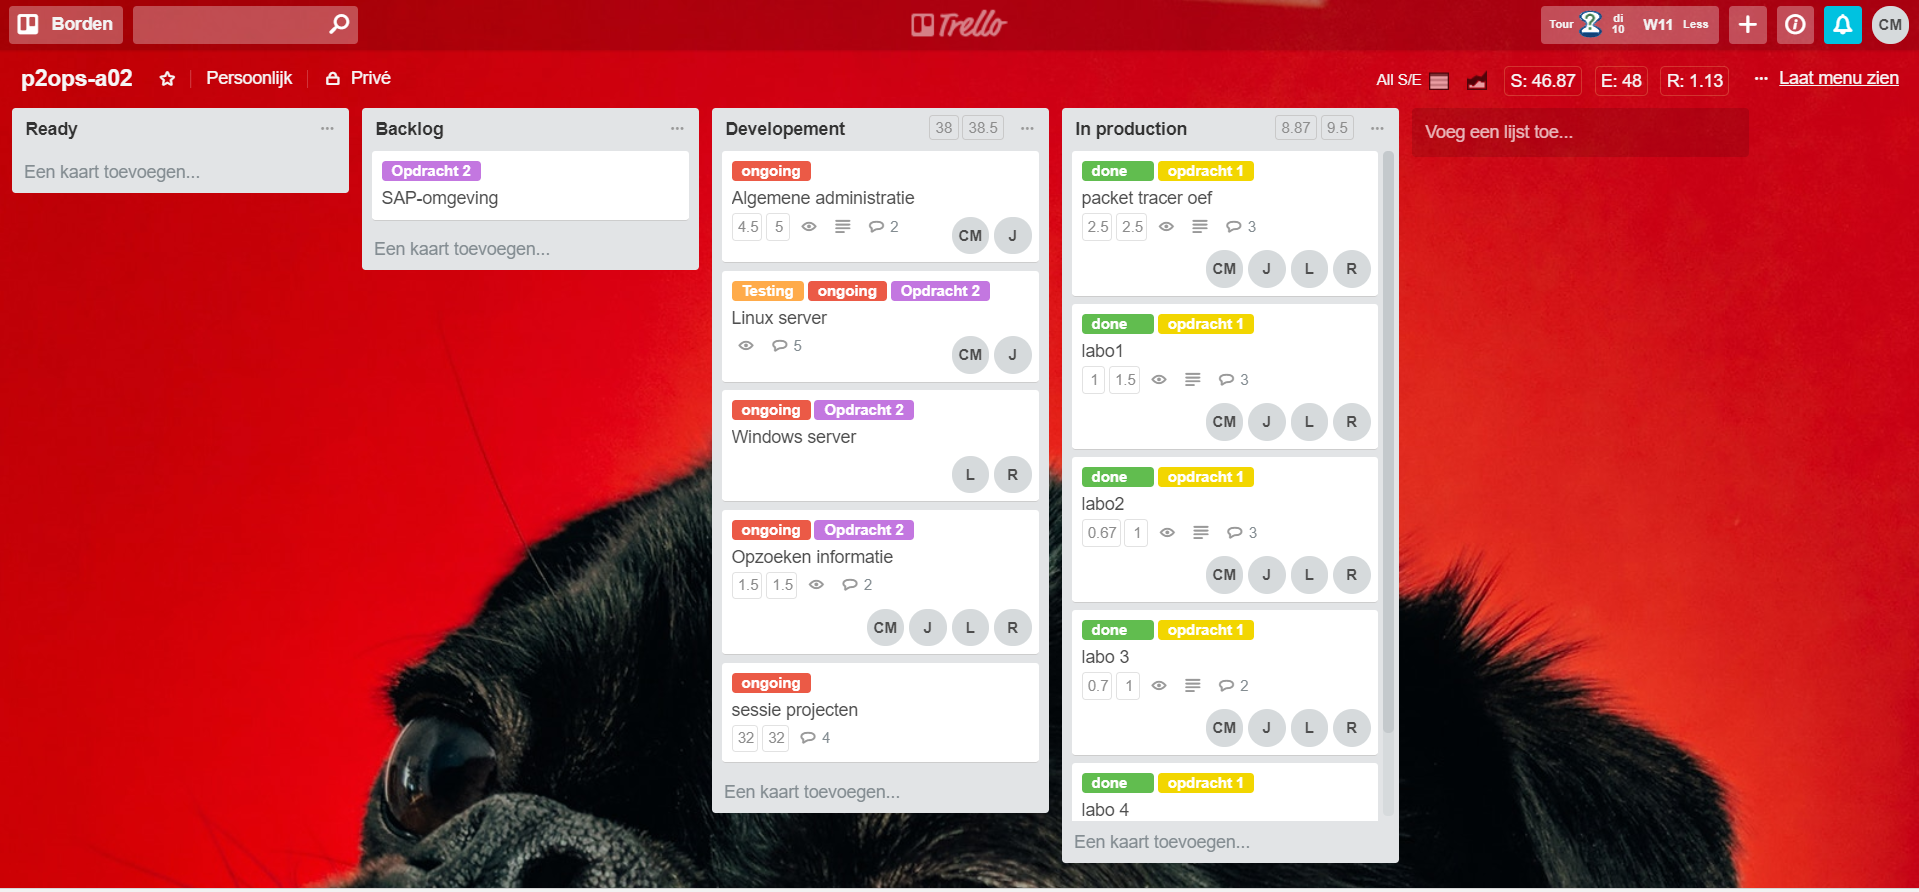 Borden
Trello
Tour
di
10
W11
Less
CM
p2ops-a02
Persoonlijk
Privé
All S/E
S: 46.87
E: 48
R: 1.13
Laat menu zien
Ready
Een kaart toevoegen...
Backlog
Opdracht 2
SAP-omgeving
Een kaart toevoegen...
Developement
38
38.5
ongoing
Algemene administratie
4.5 5 2
CM J
Testing ongoing Opdracht 2
Linux server
5
CM J
ongoing Opdracht 2
Windows server
L R
ongoing Opdracht 2
Opzoeken informatie
1.5 1.5 2
CM J L R
ongoing
sessie projecten
32 32 4
Een kaart toevoegen...
In production
8.87
9.5
done opdracht 1
packet tracer oef
2.5 2.5 3
CM J L R
done opdracht 1
labo1
1 1.5 3
CM J L R
done opdracht 1
labo2
0.67 1 3
CM J L R
done opdracht 1
labo 3
0.7 1 2
CM J L R
done opdracht 1
labo 4
Een kaart toevoegen...
Voeg een lijst toe...